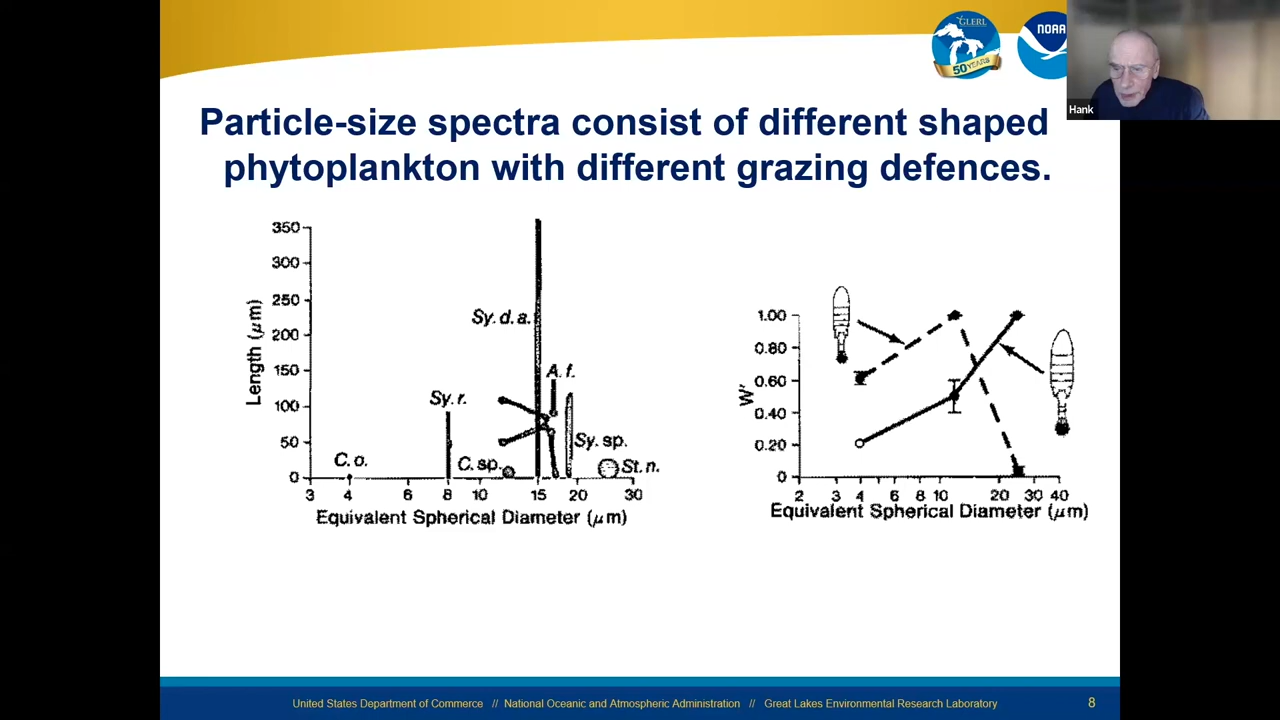 GLERL
50 YEARS
NOAA
Hank
Particle-size spectra consist of different shaped
phytoplankton with different grazing defences.
350
300
250
200
150
100
50
0
Length (μm)
Sy. d. a.
A. f.
Sy. r.
Sy. sp.
C. o.
C. sp.
St. n.
3 4 6 8 10 15 20 30
Equivalent Spherical Diameter (μm)
1.00
0.80
0.60
0.40
0.20
0
W'
2 3 4 6 8 10 20 30 40
Equivalent Spherical Diameter (μm)
United States Department of Commerce // National Oceanic and Atmospheric Administration // Great Lakes Environmental Research Laboratory
8